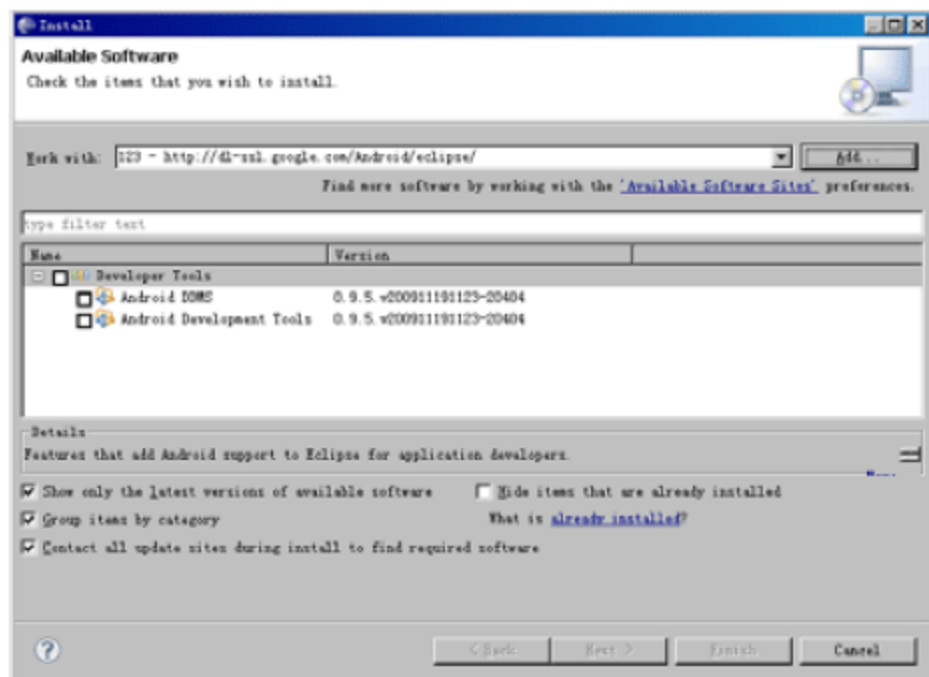 Install
Available Software
Check the items that you wish to install.
Work with: 123 - http://dl-ssl.google.com/Android/eclipse/ Add...
Find more software by working with the 'Available Software Sites' preferences.
type filter text
Name Version
Developer Tools
Android DDMS 0.9.5.v200911191123-20404
Android Development Tools 0.9.5.v200911191123-20404
Details
Features that add Android support to Eclipse for application developers.
Show only the latest versions of available software Hide items that are already installed
Group items by category What is already installed?
Contact all update sites during install to find required software
? < Back Next > Finish Cancel